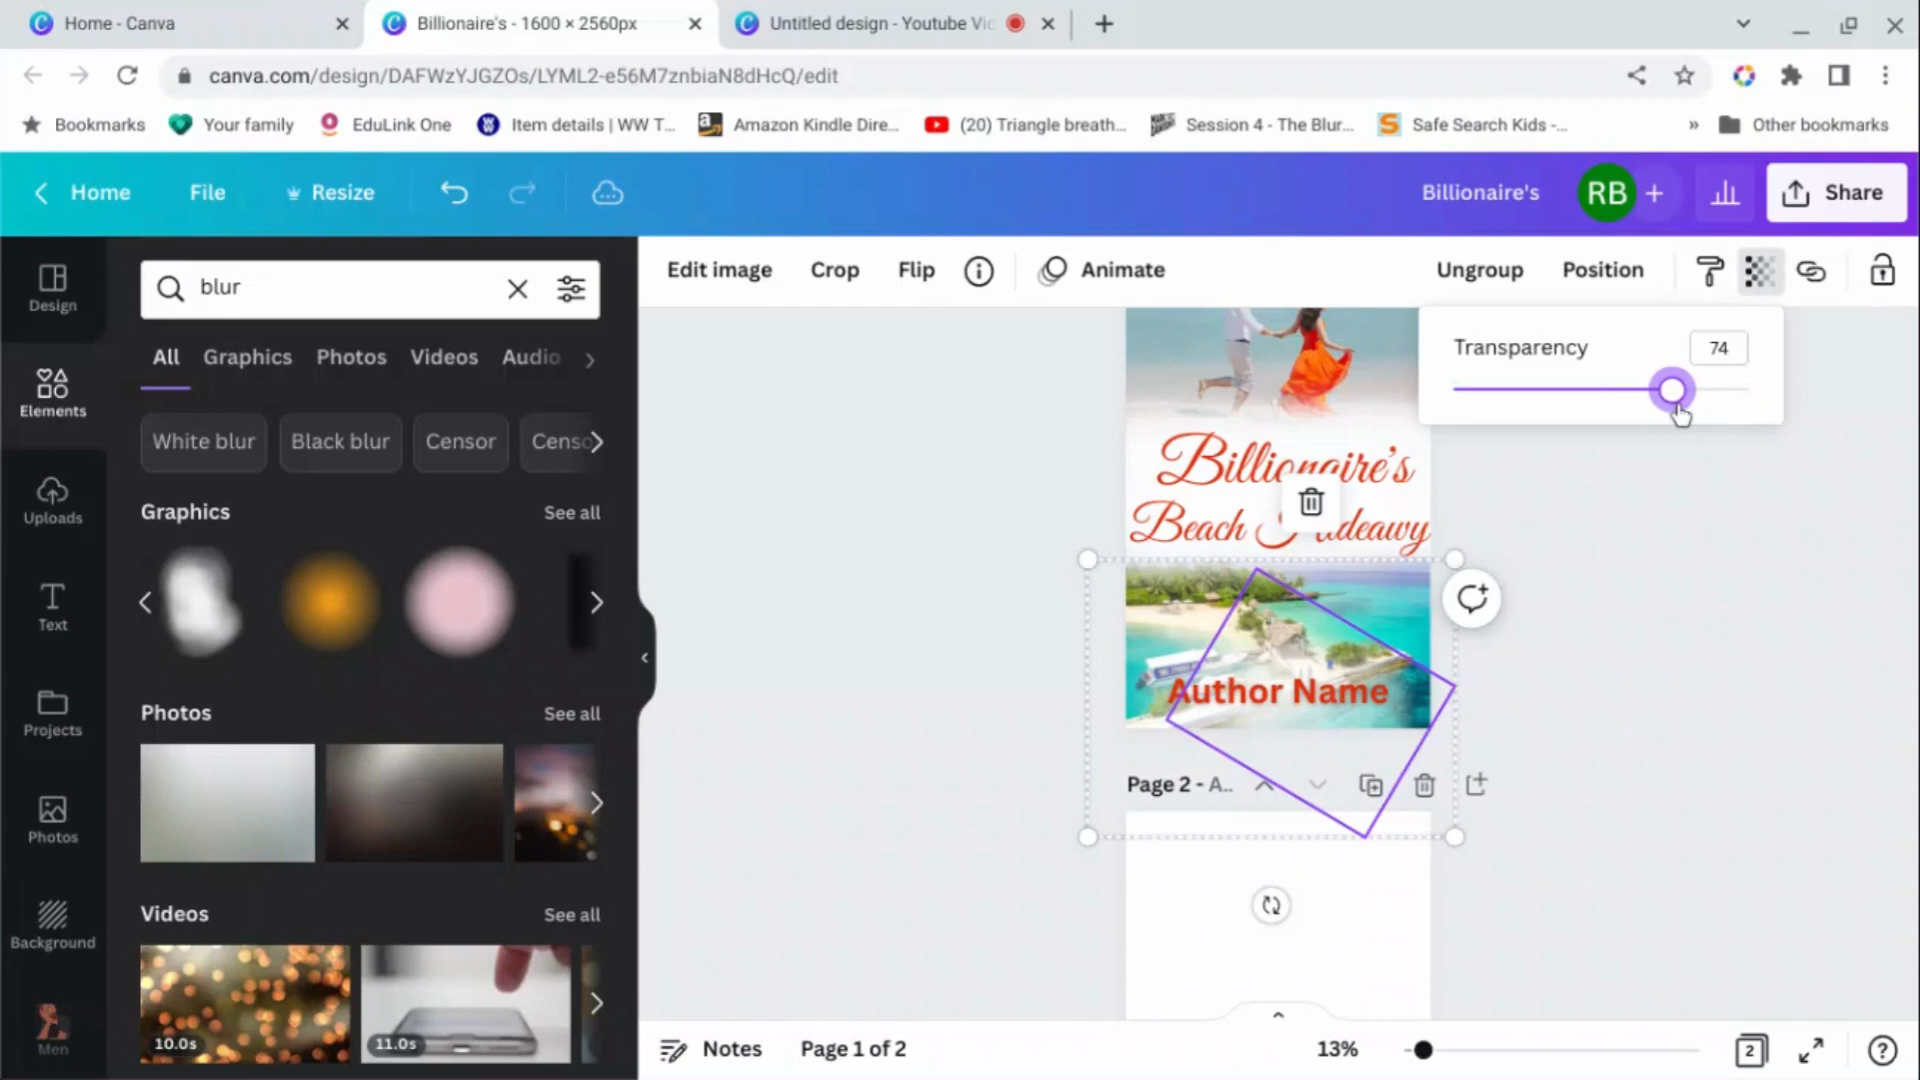 Home - Canva
Billionaire's - 1600 × 2560px
Untitled design - Youtube Vi
canva.com/design/DAFWzYJGZOs/LYML2-e56M7znbiaN8dHcQ/edit
Bookmarks
Your family
EduLink One
Item details | WW T...
Amazon Kindle Dire...
(20) Triangle breath...
Session 4 - The Blur...
Safe Search Kids -...
»
Other bookmarks
Home
File
Resize
Billionaire's
RB
+
Share
Design
Elements
Uploads
Text
Projects
Photos
Background
Men
blur
All
Graphics
Photos
Videos
Audio
White blur
Black blur
Censor
Censo
Graphics
See all
Photos
See all
Videos
See all
10.0s
11.0s
Edit image
Crop
Flip
Animate
Ungroup
Position
Transparency
74
Billionaire's
Beach
Author Name
Page 2 - A..
Notes
Page 1 of 2
13%
2
?